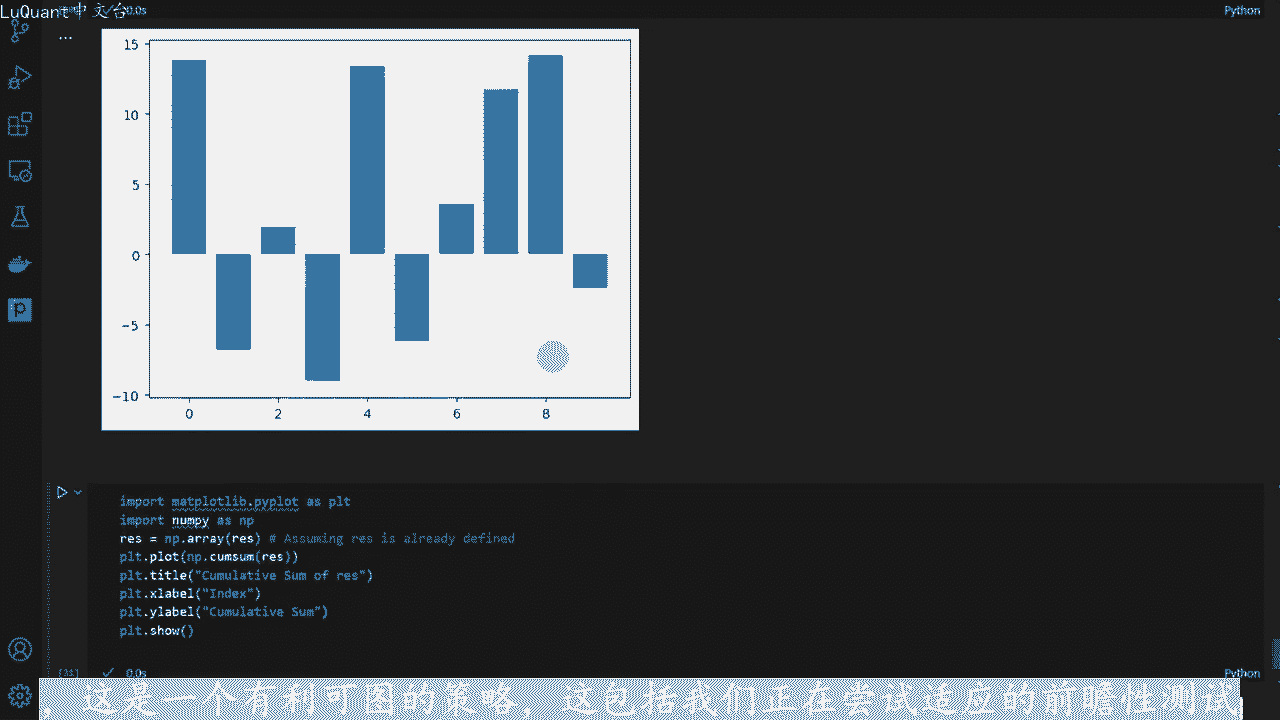 LuQuant中文台
0.0s
Python
...
15
10
5
0
−5
−10
0 2 4 6 8
import matplotlib.pyplot as plt
import numpy as np
res = np.array(res) # Assuming res is already defined
plt.plot(np.cumsum(res))
plt.title("Cumulative Sum of res")
plt.xlabel("Index")
plt.ylabel("Cumulative Sum")
plt.show()
[31] 0.0s
Python
这是一个有利可图的策略，这包括我们正在尝试适应的前瞻性测试